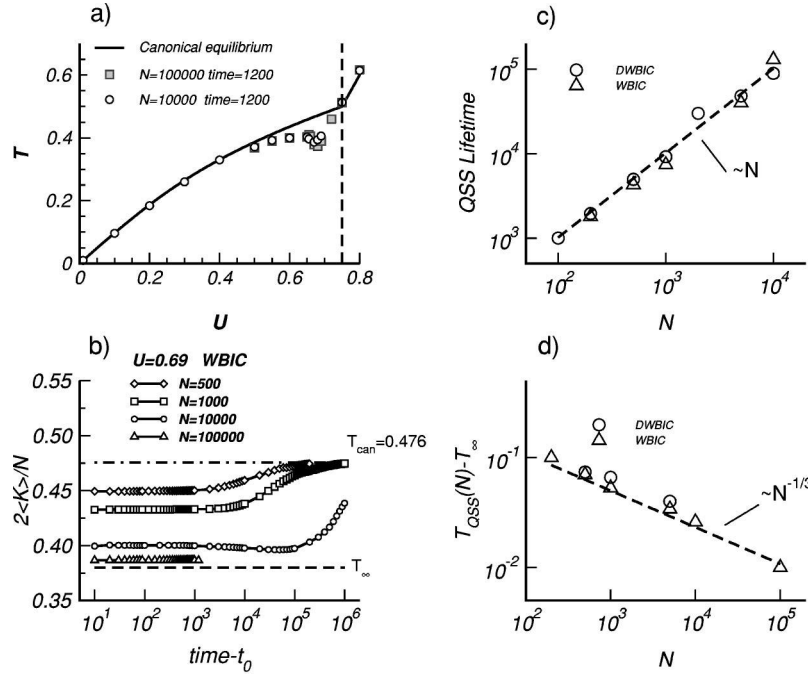 a)
T
Canonical equilibrium
N=100000 time=1200
N=10000 time=1200
0.6
0.4
0.2
0
0
0.2
0.4
0.6
0.8
U
c)
QSS Lifetime
DWBIC
WBIC
10^5
10^4
10^3
~N
10^2
10^3
10^4
N
b)
U=0.69 WBIC
N=500
N=1000
N=10000
N=100000
2<K>/N
0.55
0.50
0.45
0.40
0.35
T_can=0.476
T_∞
10^1
10^2
10^3
10^4
10^5
10^6
time-t_0
d)
T_QSS(N)-T_∞
DWBIC
WBIC
10^-1
10^-2
~N^-1/3
10^2
10^3
10^4
10^5
N